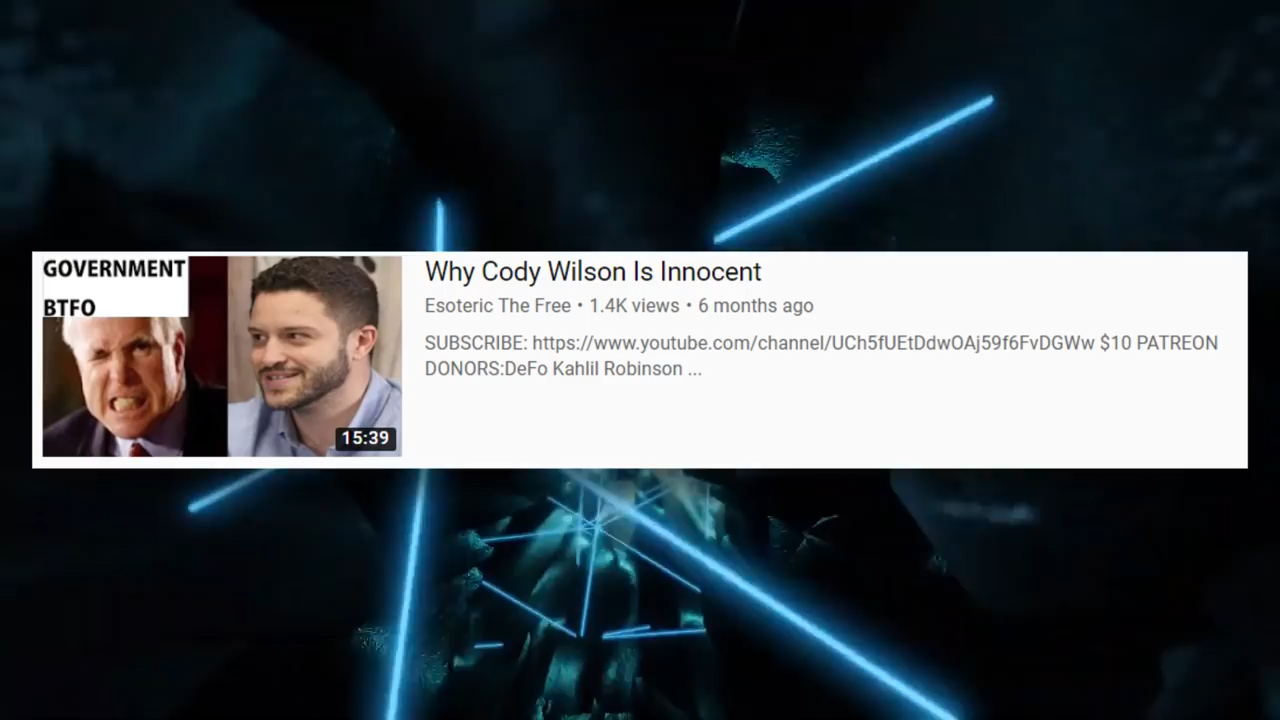 GOVERNMENT
BTFO
15:39
Why Cody Wilson Is Innocent
Esoteric The Free • 1.4K views • 6 months ago
SUBSCRIBE: https://www.youtube.com/channel/UCh5fUEtDdwOAj59f6FvDGWw $10 PATREON
DONORS:DeFo Kahlil Robinson ...